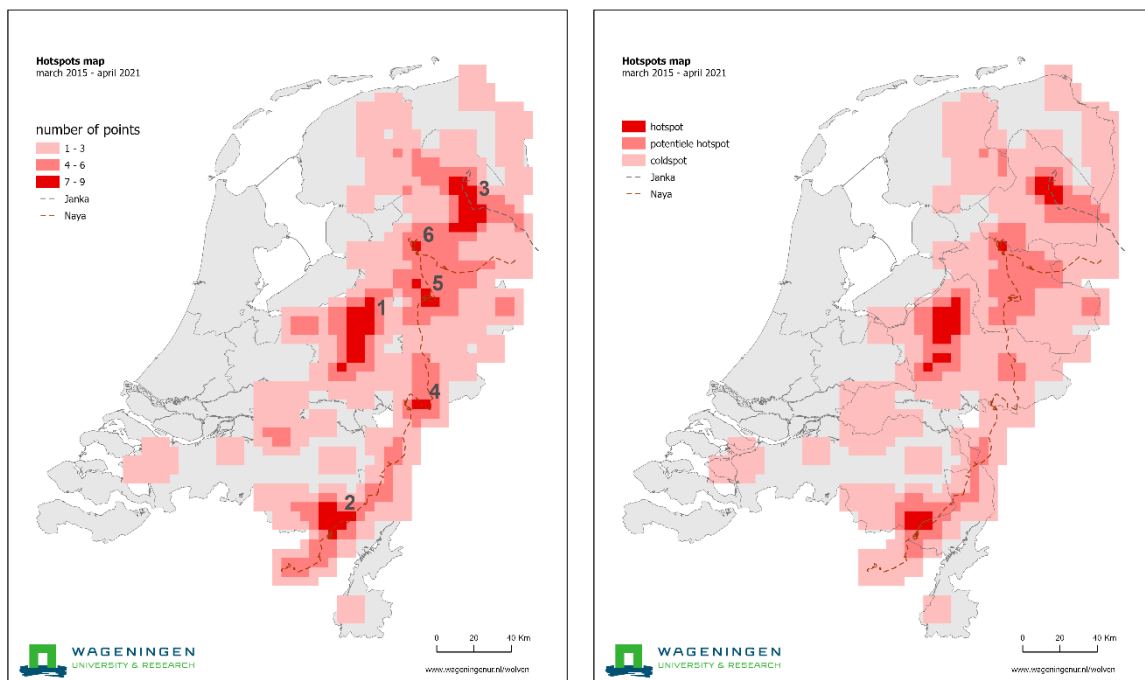 Hotspots map
march 2015 - april 2021
number of points
1 - 3
4 - 6
7 - 9
Janka
Naya
3
6
5
1
4
2
0 20 40 Km
WAGENINGEN
UNIVERSITY & RESEARCH
www.wageningenur.nl/wolven
Hotspots map
march 2015 - april 2021
hotspot
potentiele hotspot
coldspot
Janka
Naya
0 20 40 Km
WAGENINGEN
UNIVERSITY & RESEARCH
www.wageningenur.nl/wolven